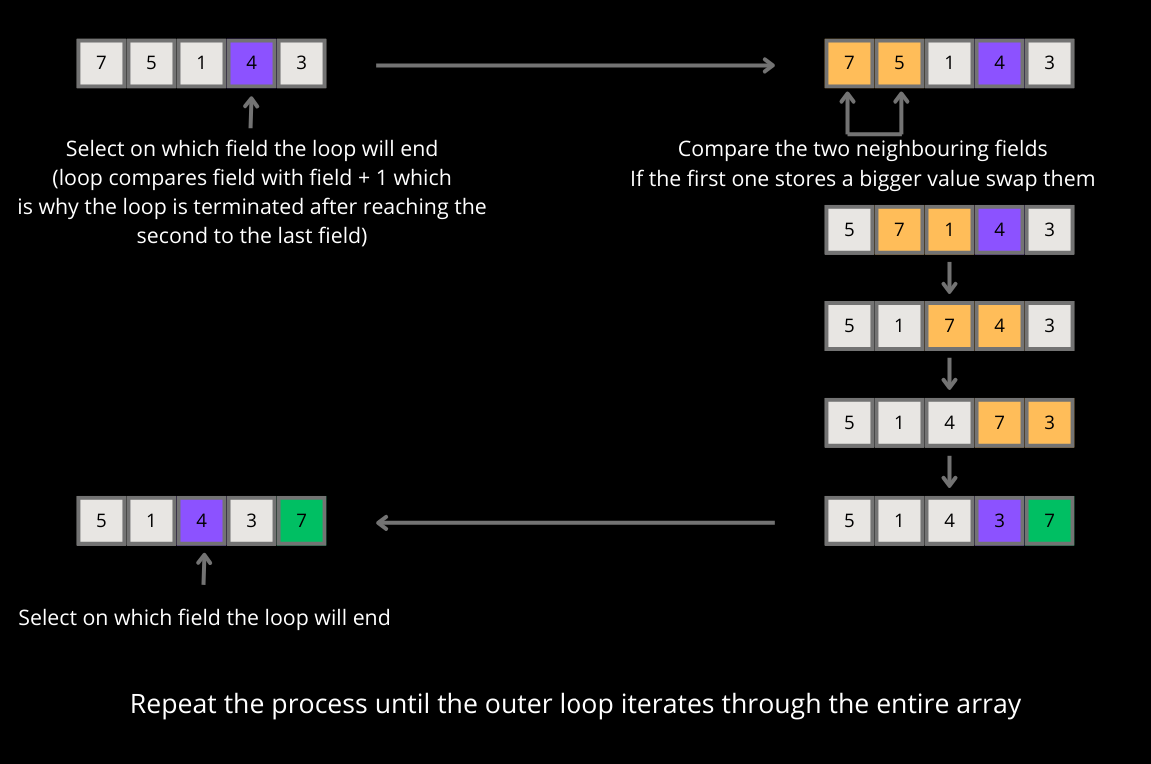 7 5 1 4 3
7 5 1 4 3
Select on which field the loop will end
(loop compares field with field + 1 which
is why the loop is terminated after reaching the
second to the last field)
Compare the two neighbouring fields
If the first one stores a bigger value swap them
5 7 1 4 3
5 1 7 4 3
5 1 4 7 3
5 1 4 3 7
5 1 4 3 7
Select on which field the loop will end
Repeat the process until the outer loop iterates through the entire array